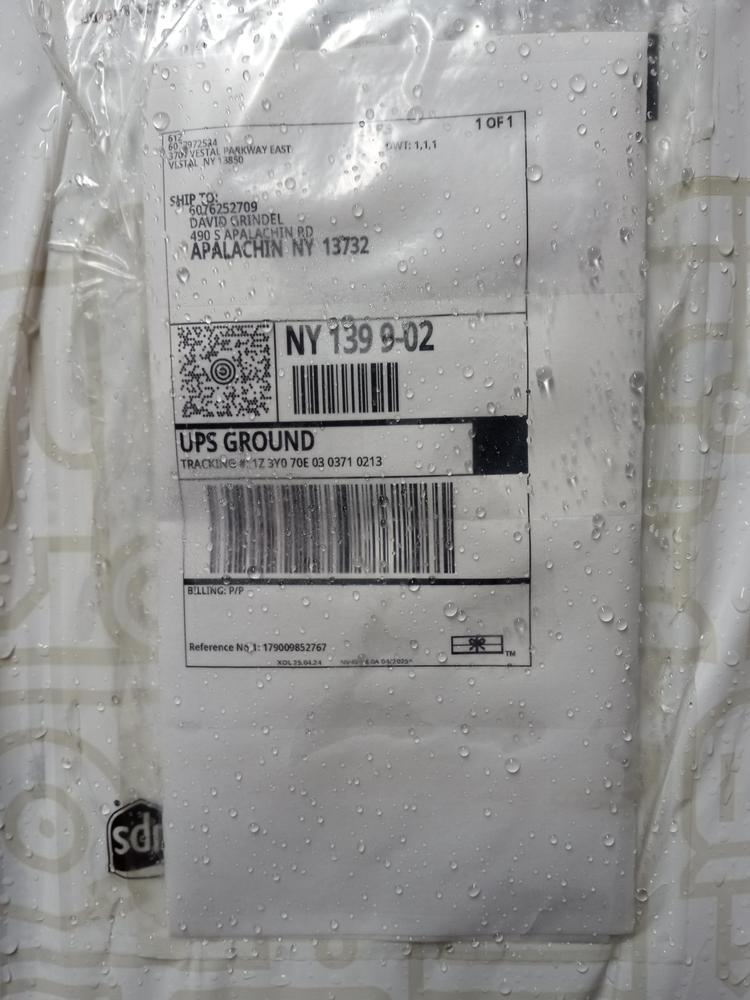 1 OF 1
612
3701 VESTAL PARKWAY EAST
VESTAL NY 13850
DWT: 1,1,1
SHIP TO:
6076252709
DAVID GRINDEL
490 S APALACHIN RD
APALACHIN NY 13732
NY 139 9-02
UPS GROUND
TRACKING #: 1Z 3Y0 70E 03 0371 0213
BILLING: P/P
Reference No.1: 179009852767
TM
XOL 25.04.24
ups